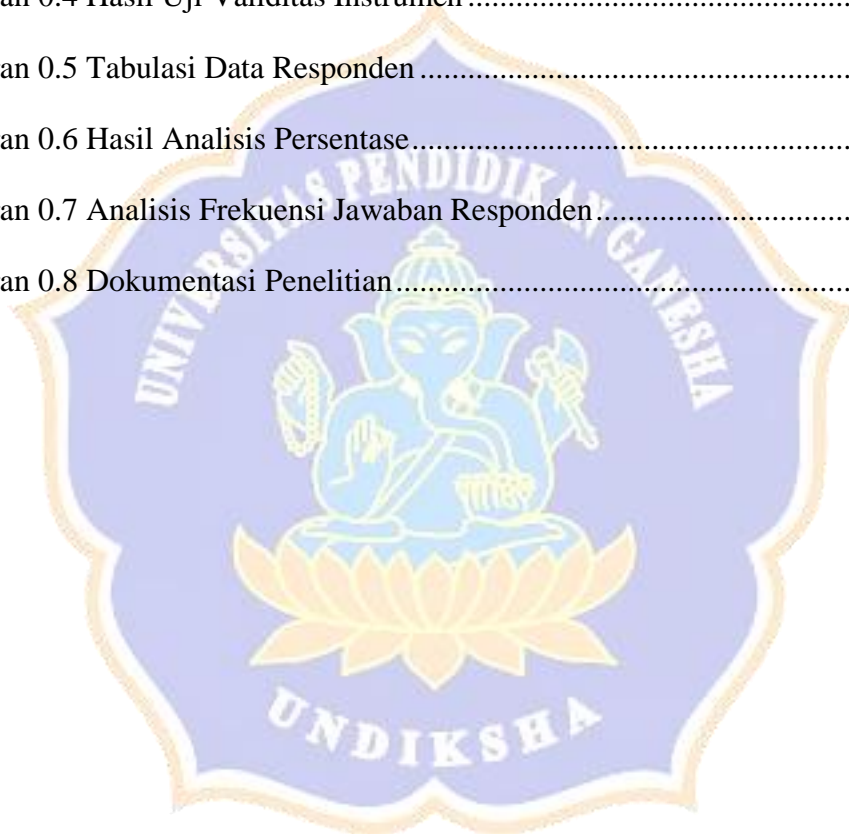 an 0.4 Hasil Uji Validitas Instrumen
an 0.5 Tabulasi Data Responden
an 0.6 Hasil Analisis Persentase
an 0.7 Analisis Frekuensi Jawaban Responden
an 0.8 Dokumentasi Penelitian
UNIVERSITAS PENDIDIKAN GANESHA
UNDIKSHA